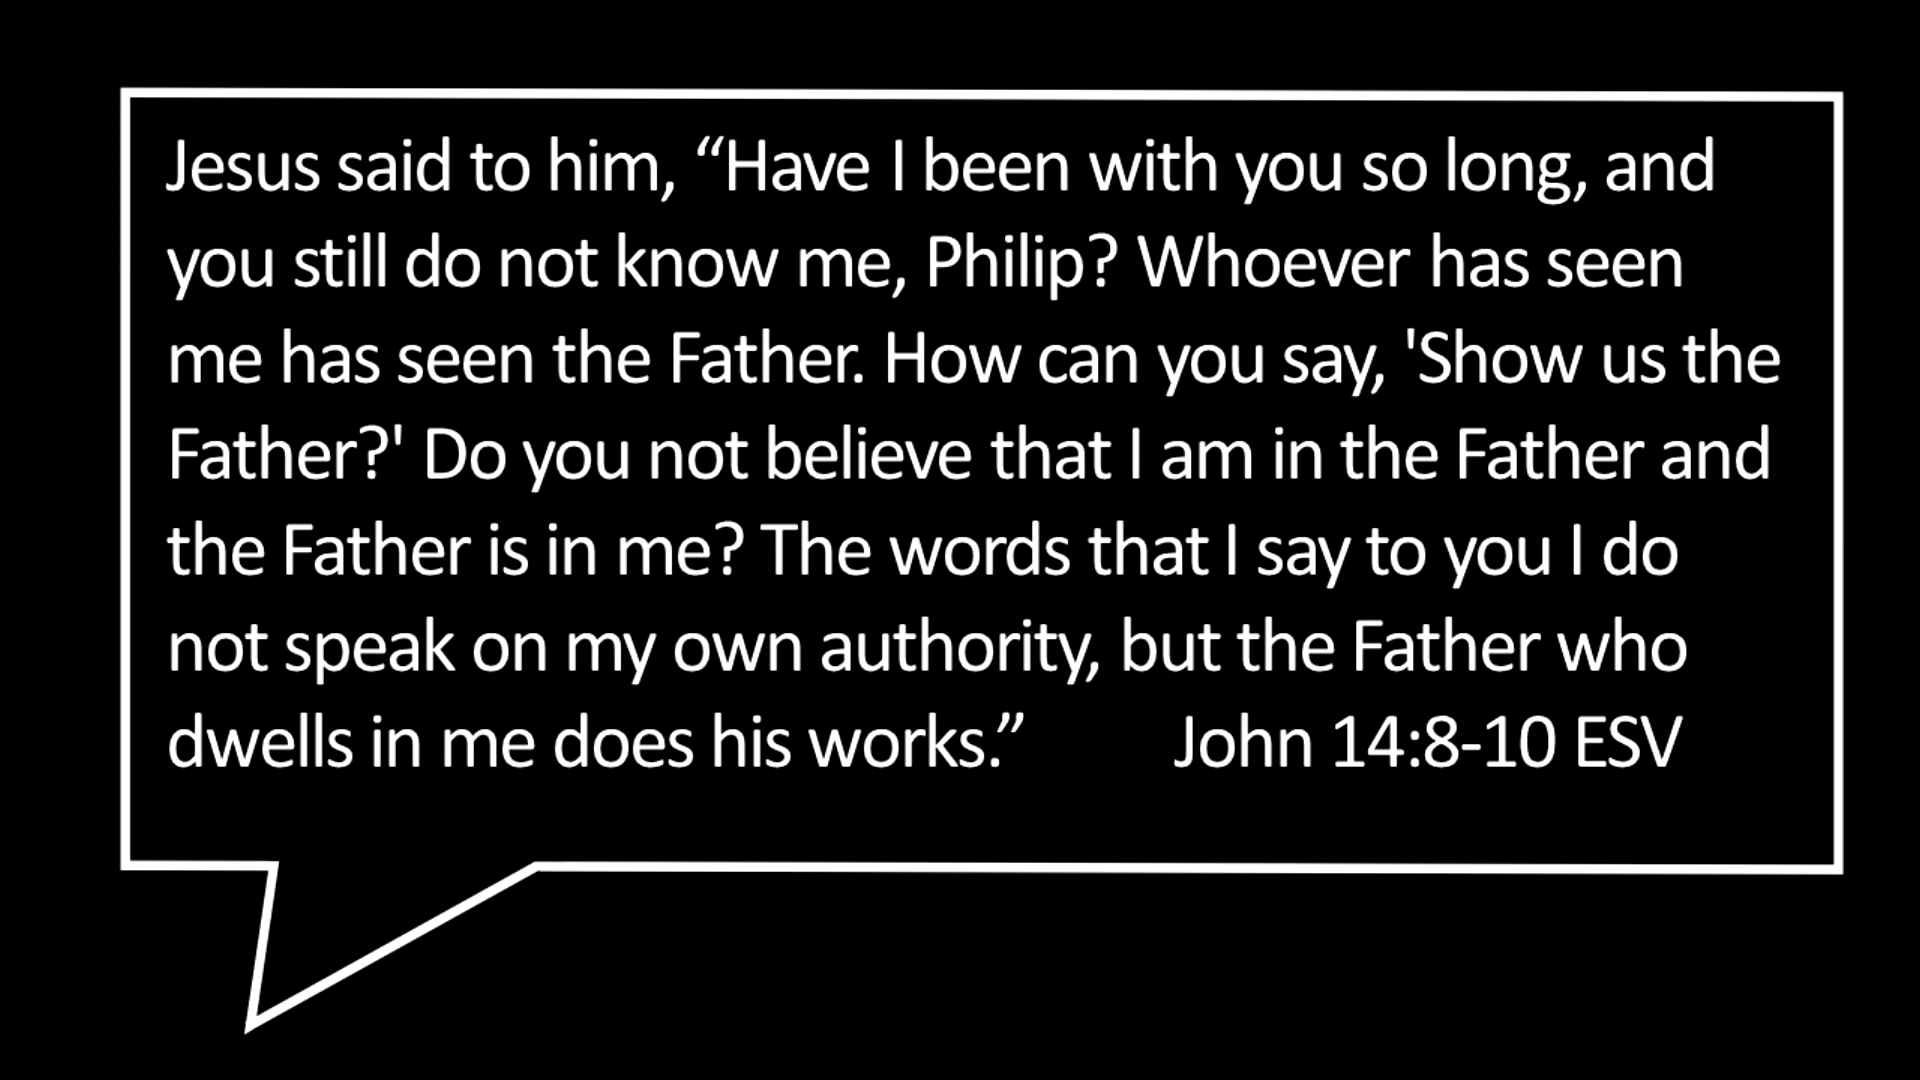 Jesus said to him, “Have I been with you so long, and
you still do not know me, Philip? Whoever has seen
me has seen the Father. How can you say, 'Show us the
Father?' Do you not believe that I am in the Father and
the Father is in me? The words that I say to you I do
not speak on my own authority, but the Father who
dwells in me does his works.” John 14:8-10 ESV